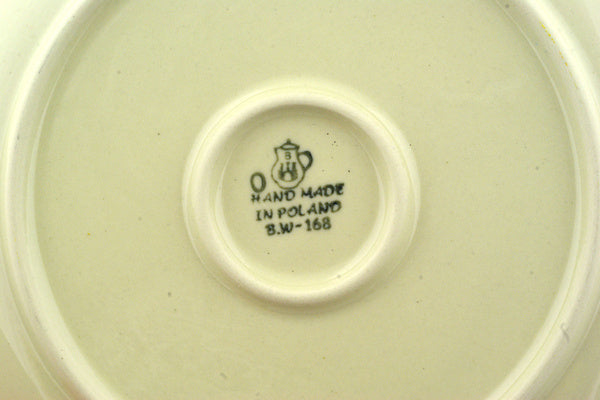 B
O
HAND MADE
IN POLAND
B.W-168